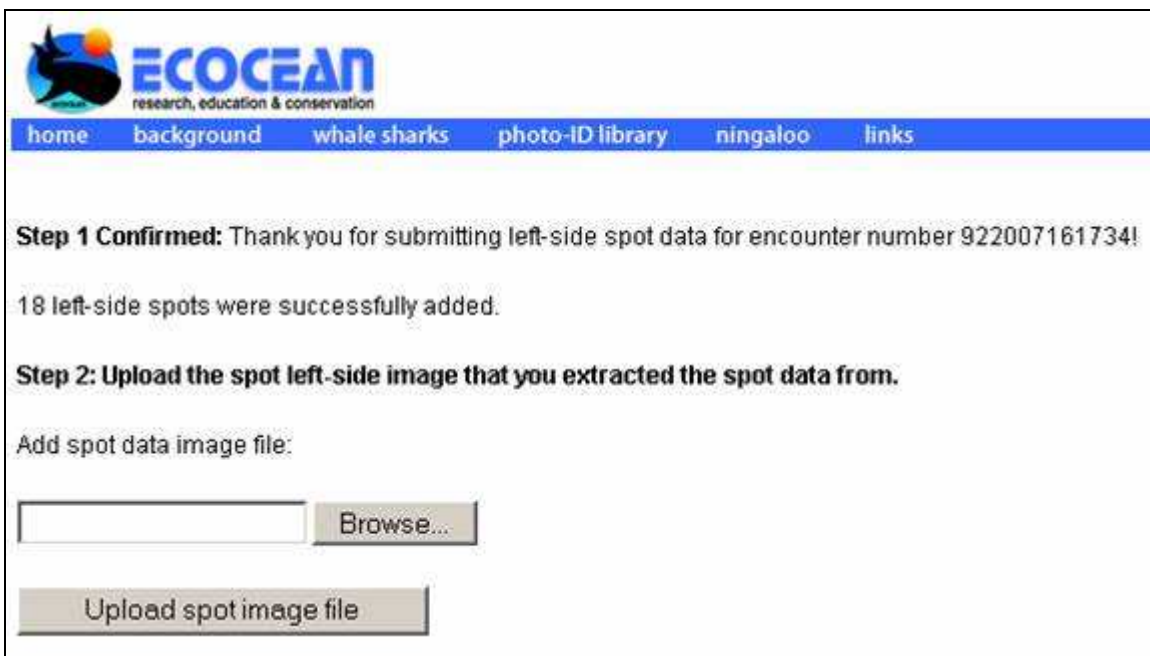 ECOCEAN
research, education & conservation
home background whale sharks photo-ID library ningaloo links
Step 1 Confirmed: Thank you for submitting left-side spot data for encounter number 922007161734!
18 left-side spots were successfully added.
Step 2: Upload the spot left-side image that you extracted the spot data from.
Add spot data image file:
Browse...
Upload spot image file